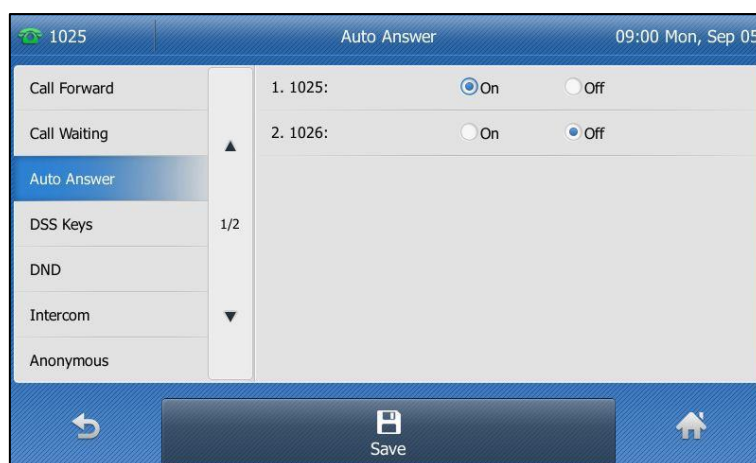 1025 Auto Answer 09:00 Mon, Sep 05
Call Forward
Call Waiting
Auto Answer
DSS Keys
DND
Intercom
Anonymous
1/2
1. 1025: On Off
2. 1026: On Off
Save